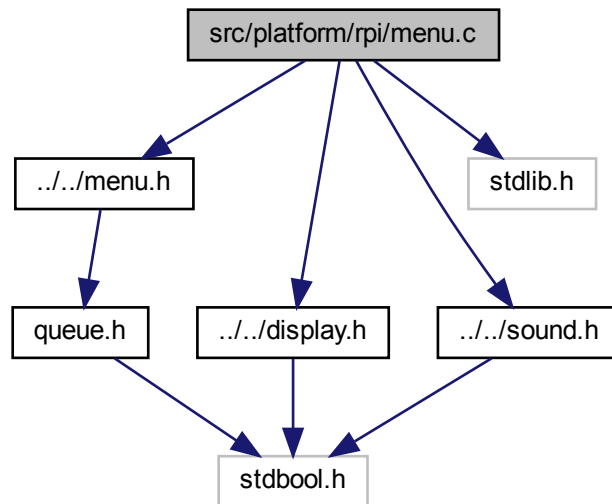 src/platform/rpi/menu.c
../../menu.h
stdlib.h
queue.h
../../display.h
../../sound.h
stdbool.h